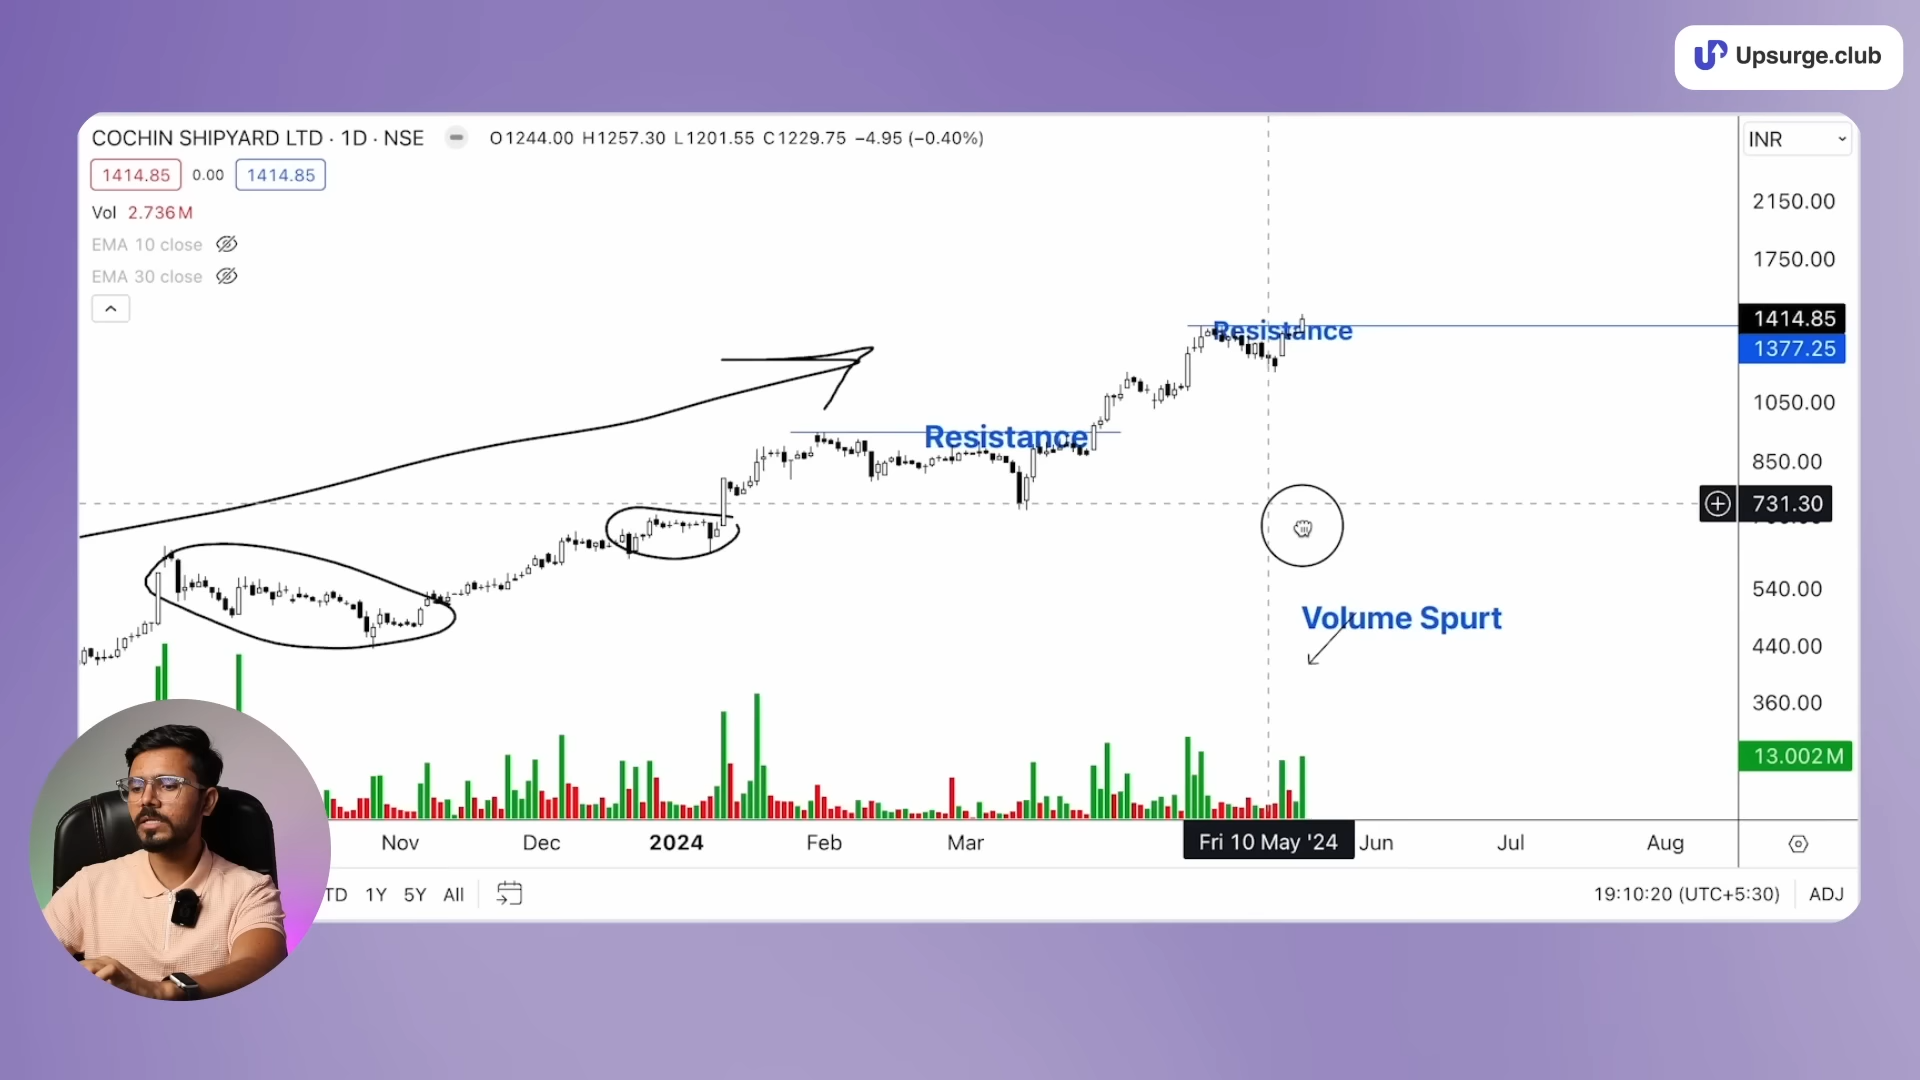 Upsurge.club
COCHIN SHIPYARD LTD · 1D · NSE O1244.00 H1257.30 L1201.55 C1229.75 −4.95 (−0.40%)
INR
1414.85 0.00 1414.85
Vol 2.736M
EMA 10 close
EMA 30 close
2150.00
1750.00
1414.85
Resistance
1377.25
1050.00
Resistance
850.00
731.30
540.00
Volume Spurt
440.00
360.00
13.002M
Nov Dec 2024 Feb Mar Fri 10 May '24 Jun Jul Aug
TD 1Y 5Y All 19:10:20 (UTC+5:30) ADJ